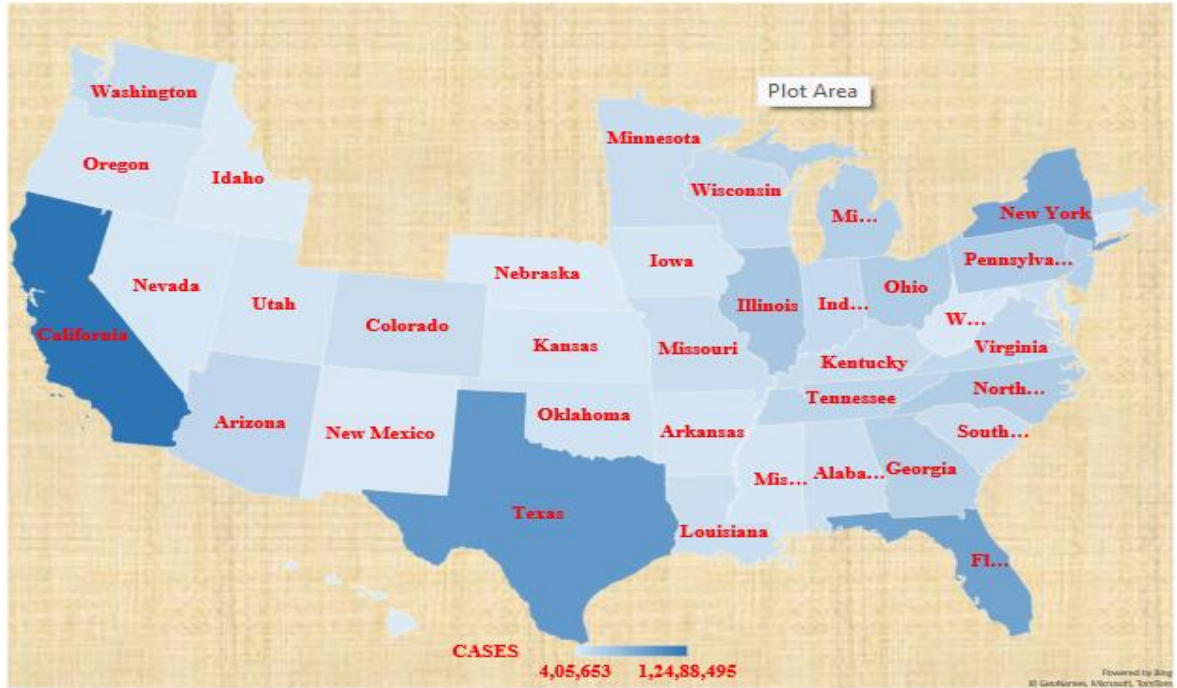 Plot Area
Washington
Minnesota
Oregon
Idaho
Wisconsin
Mi...
New York
Iowa
Pennsylva...
Nebraska
Nevada
Utah
Colorado
Illinois
Ind...
Ohio
W...
California
Kansas
Missouri
Kentucky
Virginia
Tennessee
North...
Arizona
New Mexico
Oklahoma
Arkansas
South...
Mis...
Alaba...
Georgia
Texas
Louisiana
Fl...
CASES
4,05,653 1,24,88,495
Powered by Bing
© GeoNames, Microsoft, TomTom